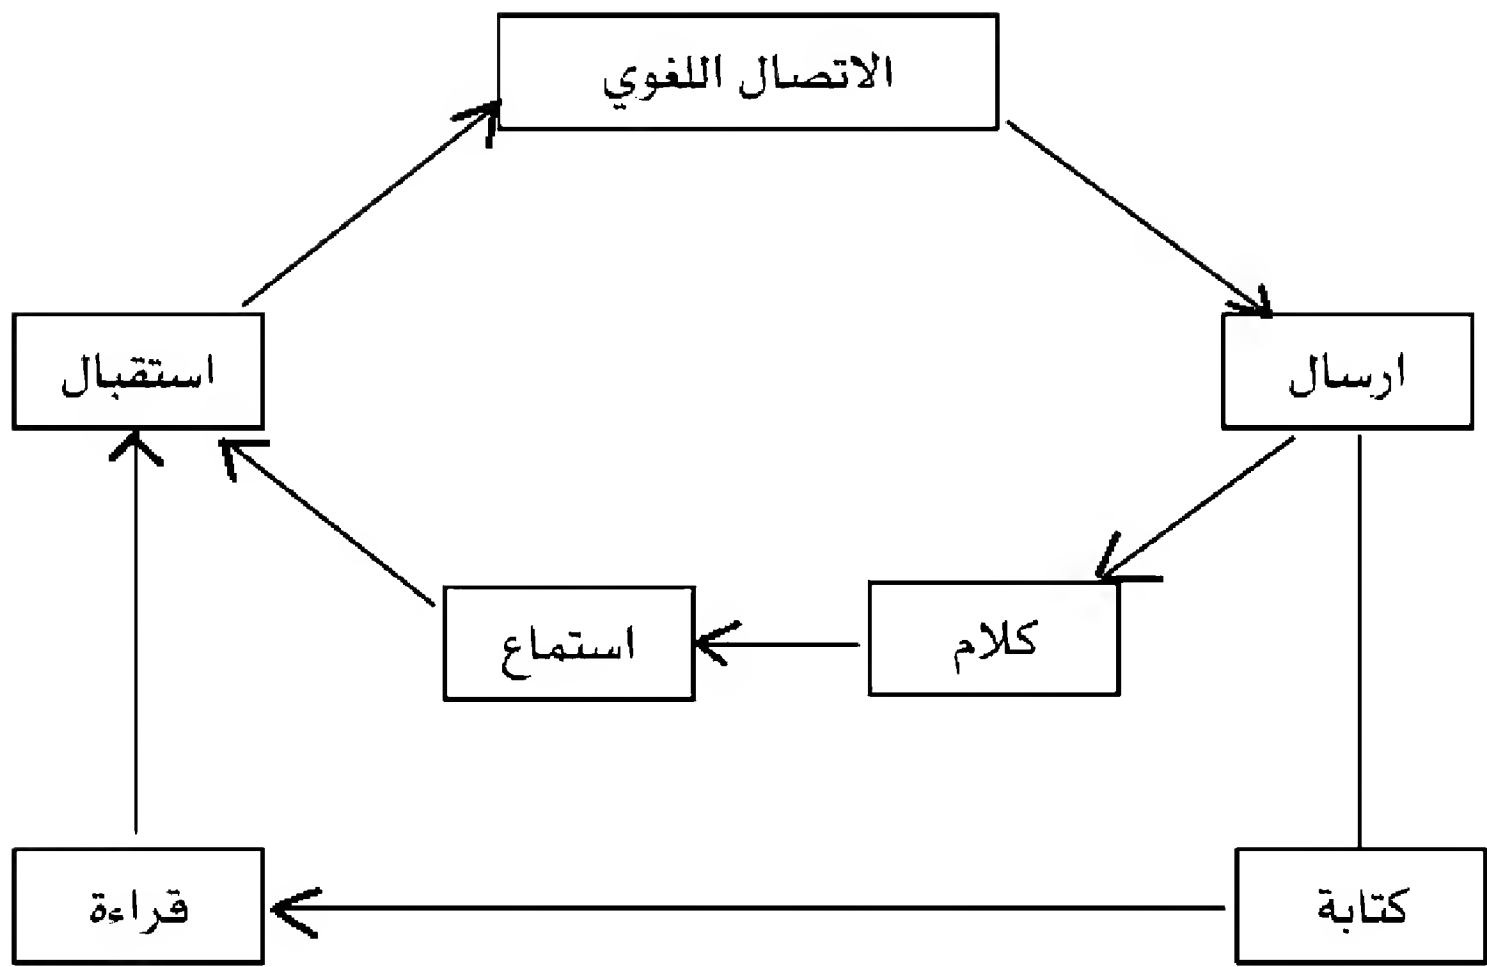 الاتصال اللغوي
ارسال
استقبال
كلام
استماع
كتابة
قراءة